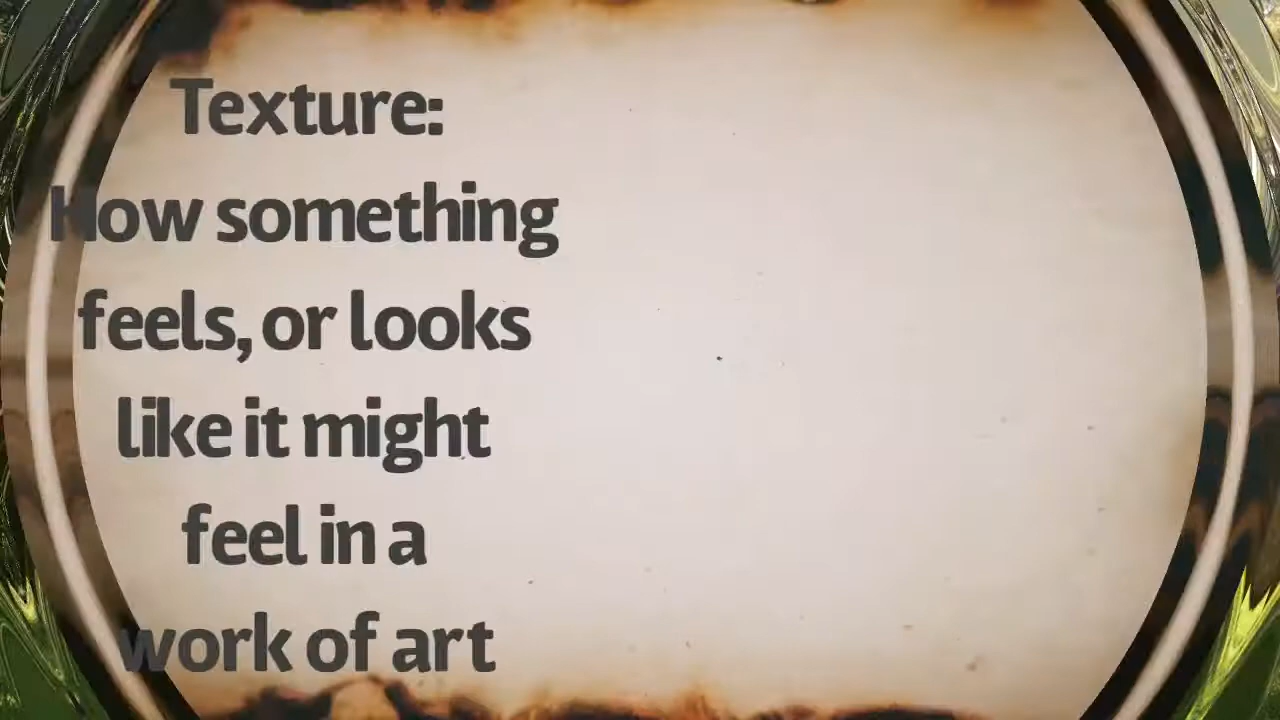 Texture:
How something
feels, or looks
like it might
feel in a
work of art